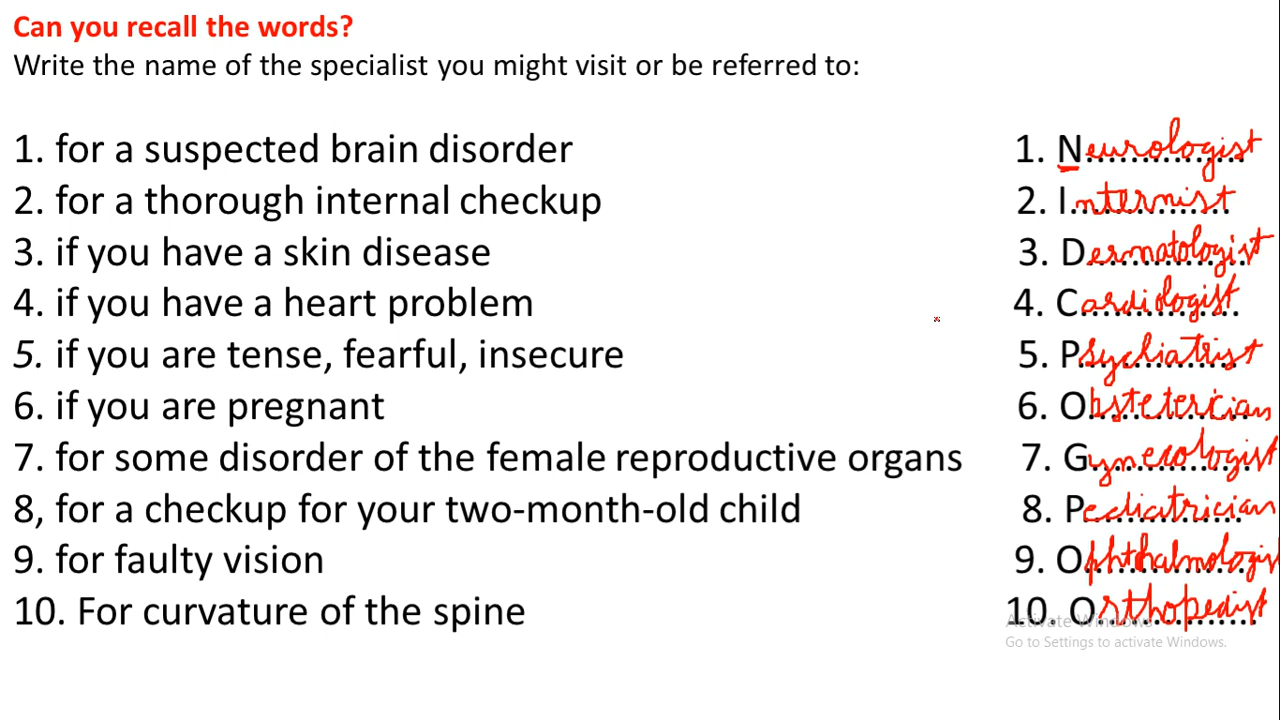 Can you recall the words?
Write the name of the specialist you might visit or be referred to:
1. for a suspected brain disorder 1. Neurologist
2. for a thorough internal checkup 2. Internist
3. if you have a skin disease 3. Dermatologist
4. if you have a heart problem 4. Cardiologist
5. if you are tense, fearful, insecure 5. Psychiatrist
6. if you are pregnant 6. Obsteterician
7. for some disorder of the female reproductive organs 7. Gynecologist
8, for a checkup for your two-month-old child 8. Pediatrician
9. for faulty vision 9. Ophthalmologist
10. For curvature of the spine 10. Orthopedist
Activate Windows
Go to Settings to activate Windows.